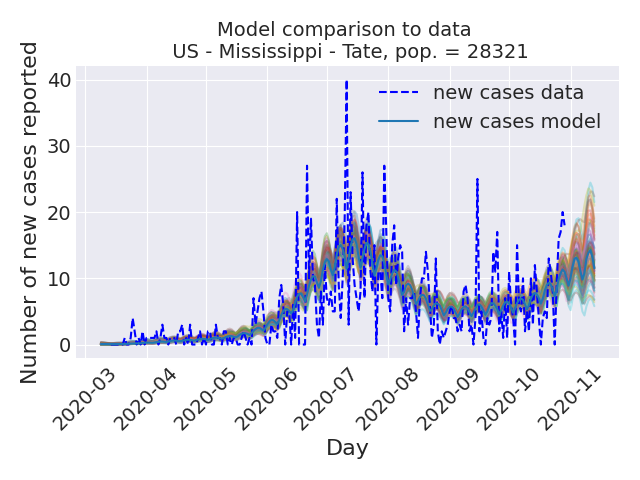 Model comparison to data
US - Mississippi - Tate, pop. = 28321
Number of new cases reported
40
30
20
10
0
new cases data
new cases model
2020-03
2020-04
2020-05
2020-06
2020-07
2020-08
2020-09
2020-10
2020-11
Day